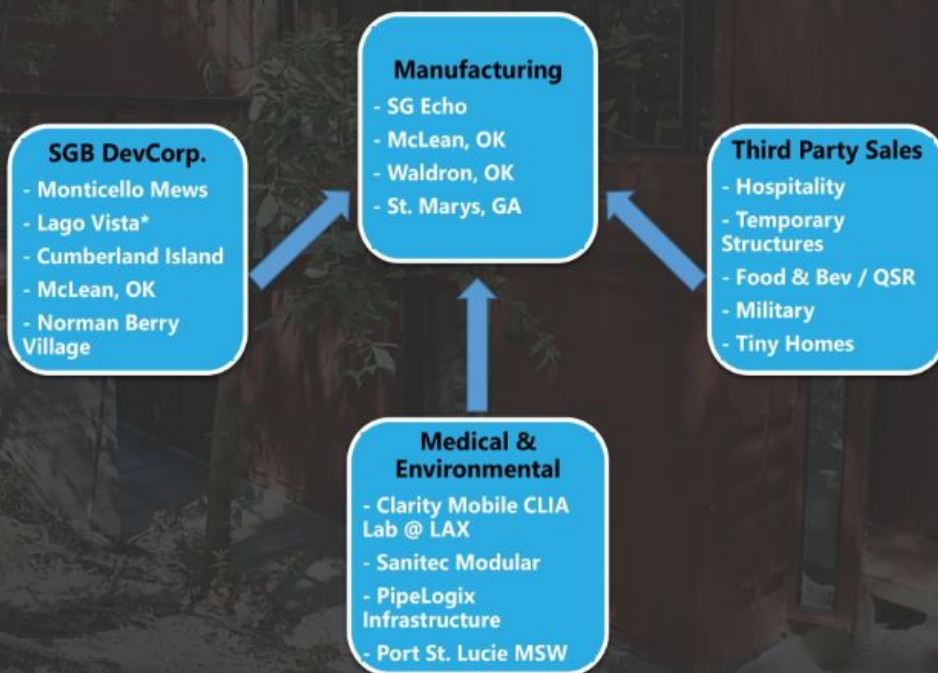 Manufacturing
- SG Echo
- McLean, OK
- Waldron, OK
- St. Marys, GA
SGB DevCorp.
- Monticello Mews
- Lago Vista*
- Cumberland Island
- McLean, OK
- Norman Berry
Village
Third Party Sales
- Hospitality
- Temporary
Structures
- Food & Bev / QSR
- Military
- Tiny Homes
Medical &
Environmental
- Clarity Mobile CLIA
Lab @ LAX
- Sanitec Modular
- PipeLogix
Infrastructure
- Port St. Lucie MSW